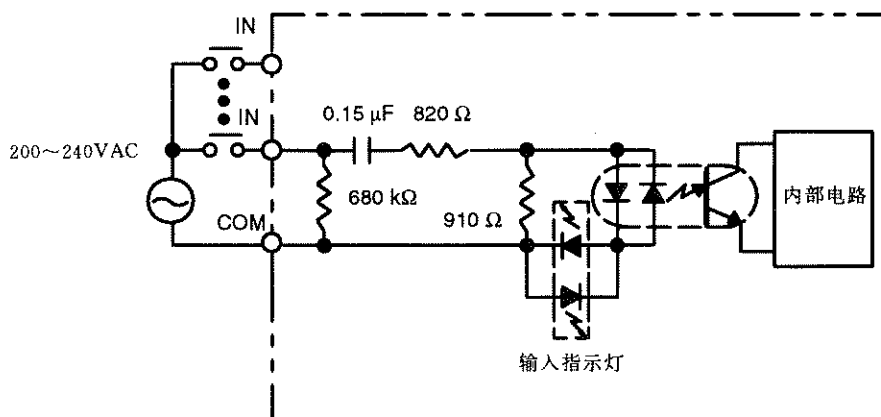 IN
IN
0.15 μF
820 Ω
200～240VAC
680 kΩ
910 Ω
COM
内部电路
输入指示灯